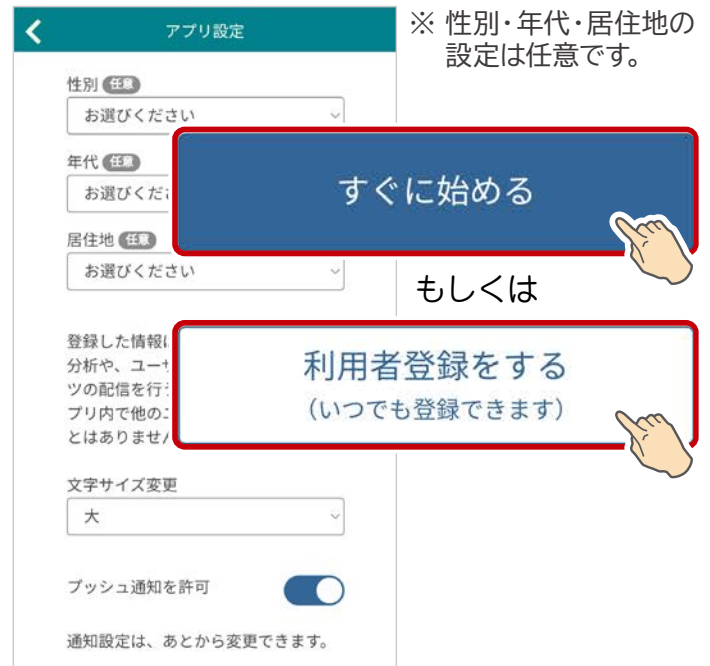 アプリ設定
※ 性別・年代・居住地の
設定は任意です。
性別 任意
お選びください
年代 任意
お選びくだ
すぐに始める
居住地 任意
お選びください
もしくは
登録した情報
分析や、ユーザ
ツの配信を行う
プリ内で他のユ
とはありません
利用者登録をする
(いつでも登録できます)
文字サイズ変更
大
プッシュ通知を許可
通知設定は、あとから変更できます。